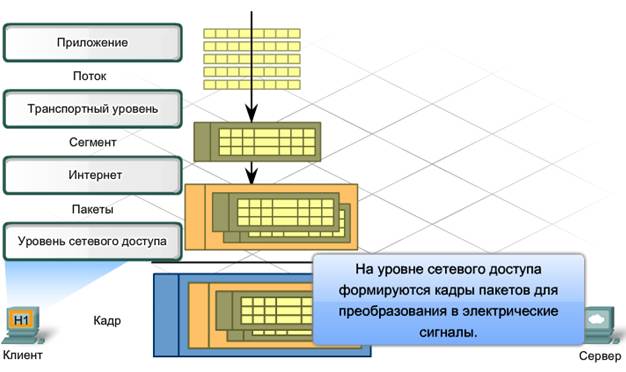 Приложение
Поток
Транспортный уровень
Сегмент
Интернет
Пакеты
Уровень сетевого доступа
На уровне сетевого доступа
формируются кадры пакетов для
преобразования в электрические
сигналы.
H1
Кадр
Клиент
Сервер